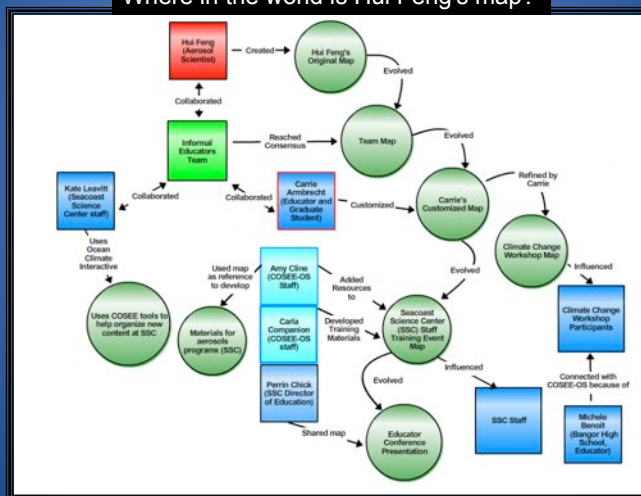 Where in the world is Hui Feng's map?
Hui Feng
(Aerosol
Scientist)
Created
Hui Feng's
Original Map
Evolved
Collaborated
Informal
Educators
Team
Reached
Consensus
Team Map
Evolved
Kate Leavitt
(Seacoast
Science
Center staff)
Collaborated
Collaborated
Carrie
Armbrecht
(Educator and
Graduate
Student)
Customized
Carrie's
Customized Map
Refined by
Carrie
Climate Change
Workshop Map
Uses
Ocean
Climate
Interactive
Used map
as reference
to develop
Amy Cline
(COSEE-OS
Staff)
Added
Resources
to
Evolved
Influenced
Uses COSEE tools to
help organize new
content at SSC
Materials for
aerosols
programs (SSC)
Carla
Companion
(COSEE-OS
staff)
Developed
Training
Materials
Seacoast
Science Center
(SSC) Staff
Training Event
Map
Climate Change
Workshop
Participants
Perrin Chick
(SSC Director
of Education)
Evolved
Influenced
Connected with
COSEE-OS because of
Shared map
Educator
Conference
Presentation
SSC Staff
Michele
Benoit
(Bangor High
School,
Educator)